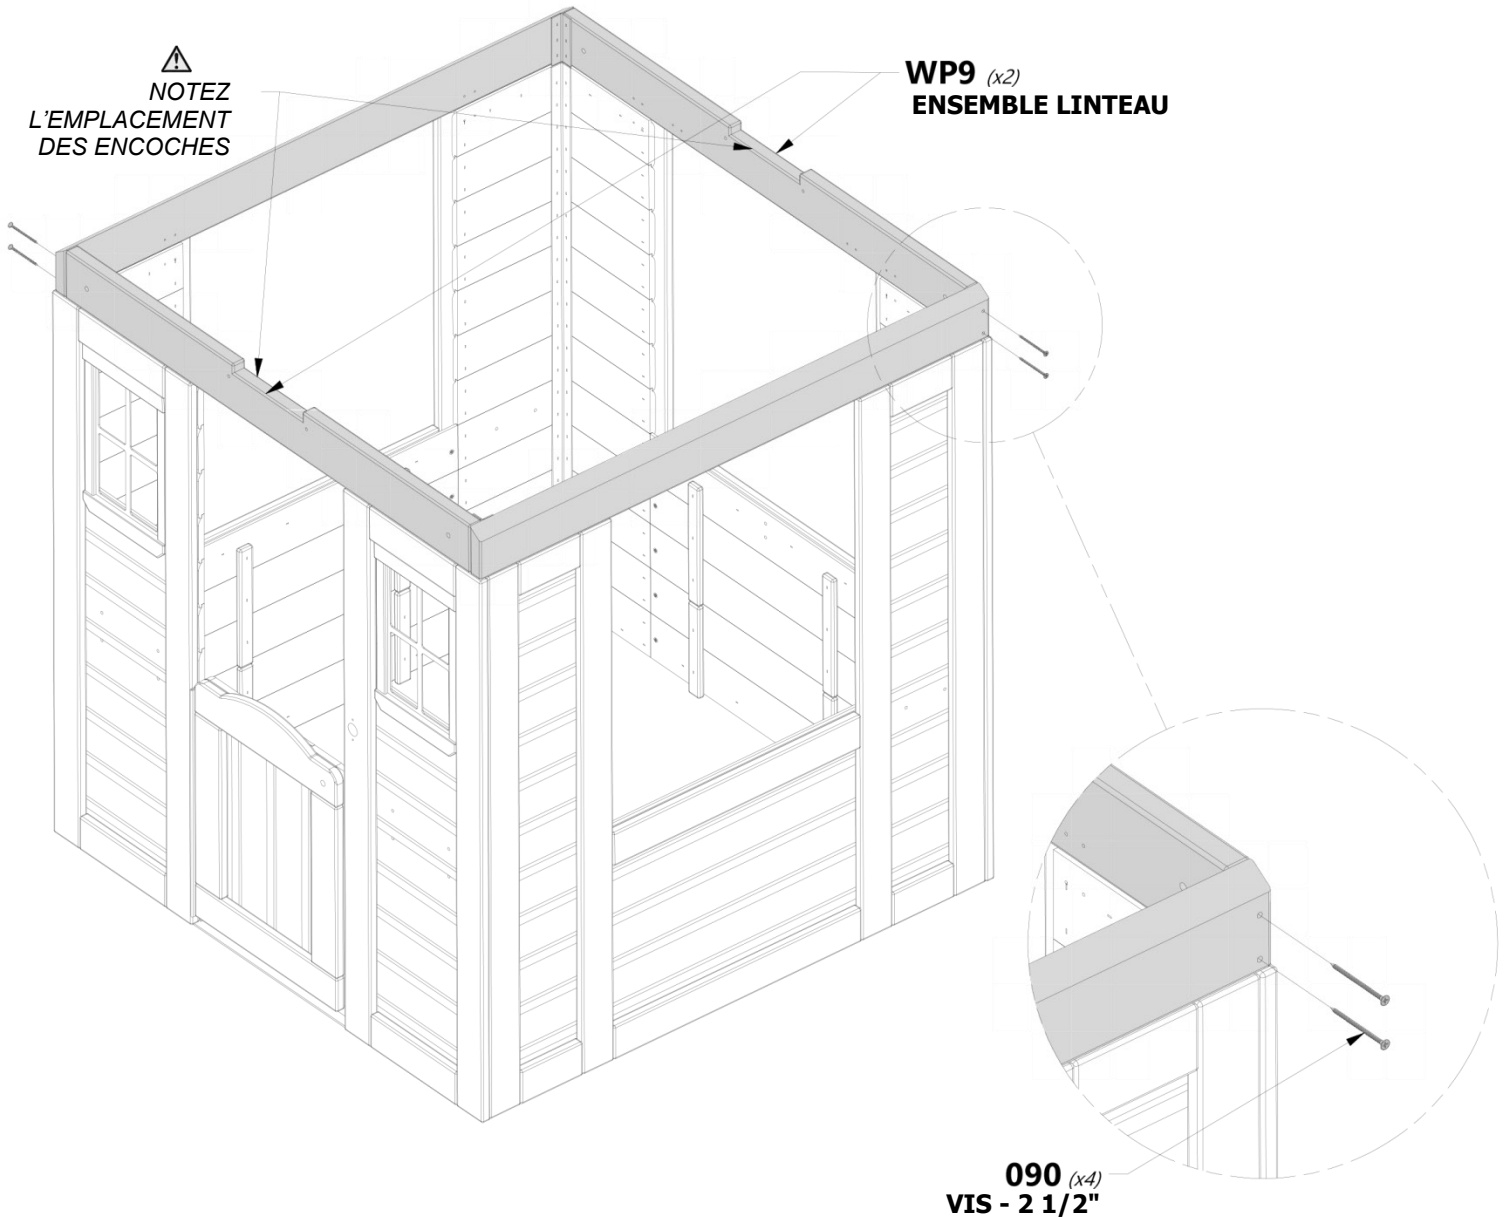 NOTEZ
L'EMPLACEMENT
DES ENCOCHES
WP9 (x2)
ENSEMBLE LINTEAU
090 (x4)
VIS - 2 1/2"